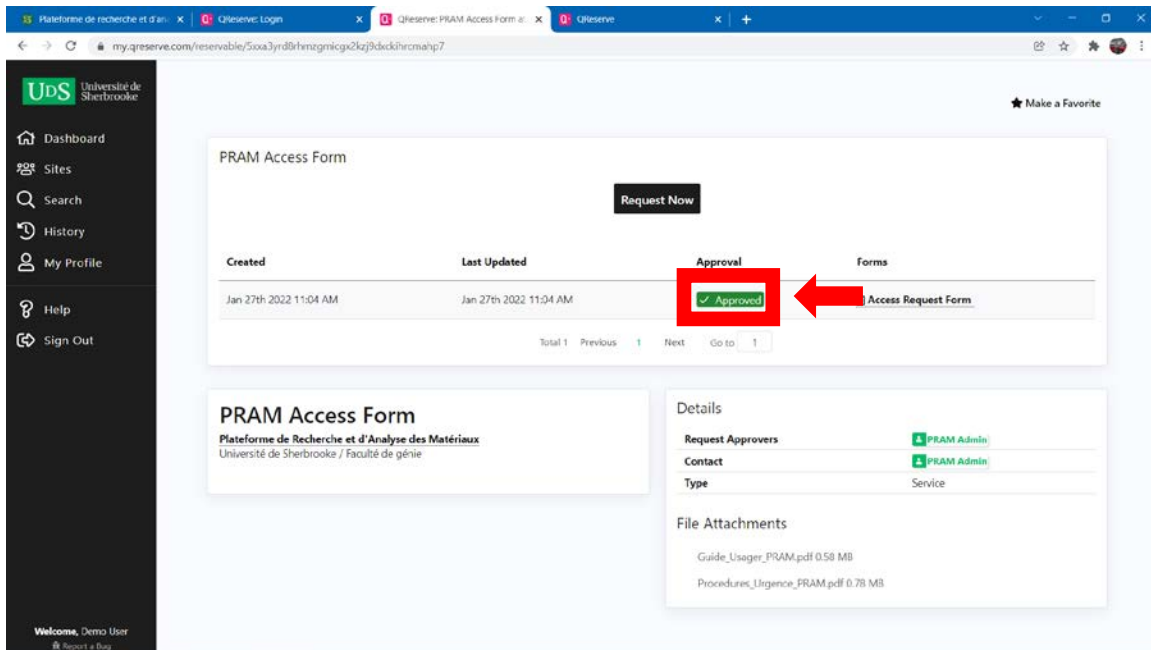 Plateforme de recherche et d'an
QReserve: Login
QReserve: PRAM Access Form a
QReserve
UDS Université de
Sherbrooke
Make a Favorite
Dashboard
Sites
Search
History
My Profile
Help
Sign Out
PRAM Access Form
Request Now
Created Last Updated Approval Forms
Jan 27th 2022 11:04 AM Jan 27th 2022 11:04 AM Approved Access Request Form
Total 1 Previous 1 Next Go to 1
PRAM Access Form
Plateforme de Recherche et d'Analyse des Matériaux
Université de Sherbrooke / Faculté de génie
Details
Request Approvers PRAM Admin
Contact PRAM Admin
Type Service
File Attachments
Guide_Usager_PRAM.pdf 0.58 MB
Procedures_Urgence_PRAM.pdf 0.78 MB
Welcome, Demo User
Report a Bug